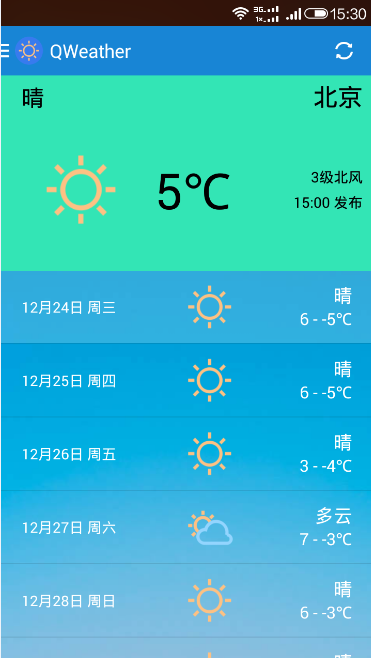 3G 1X 15:30
QWeather
晴 北京
5℃
3级北风
15:00 发布
12月24日 周三
晴
6 - -5℃
12月25日 周四
晴
6 - -5℃
12月26日 周五
晴
3 - -4℃
12月27日 周六
多云
7 - -3℃
12月28日 周日
晴
6 - -3℃